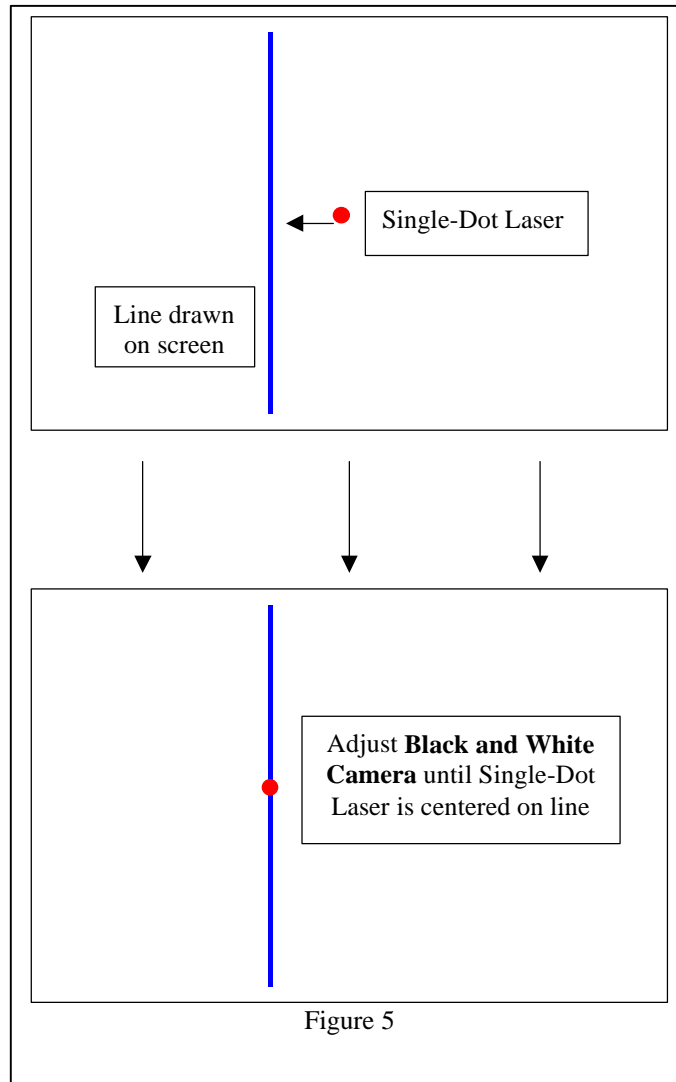 Single-Dot Laser
Line drawn
on screen
Adjust Black and White
Camera until Single-Dot
Laser is centered on line
Figure 5